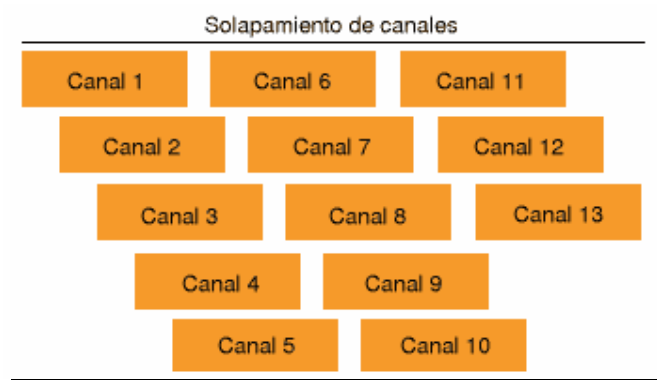 Solapamiento de canales
Canal 1 Canal 6 Canal 11
Canal 2 Canal 7 Canal 12
Canal 3 Canal 8 Canal 13
Canal 4 Canal 9
Canal 5 Canal 10